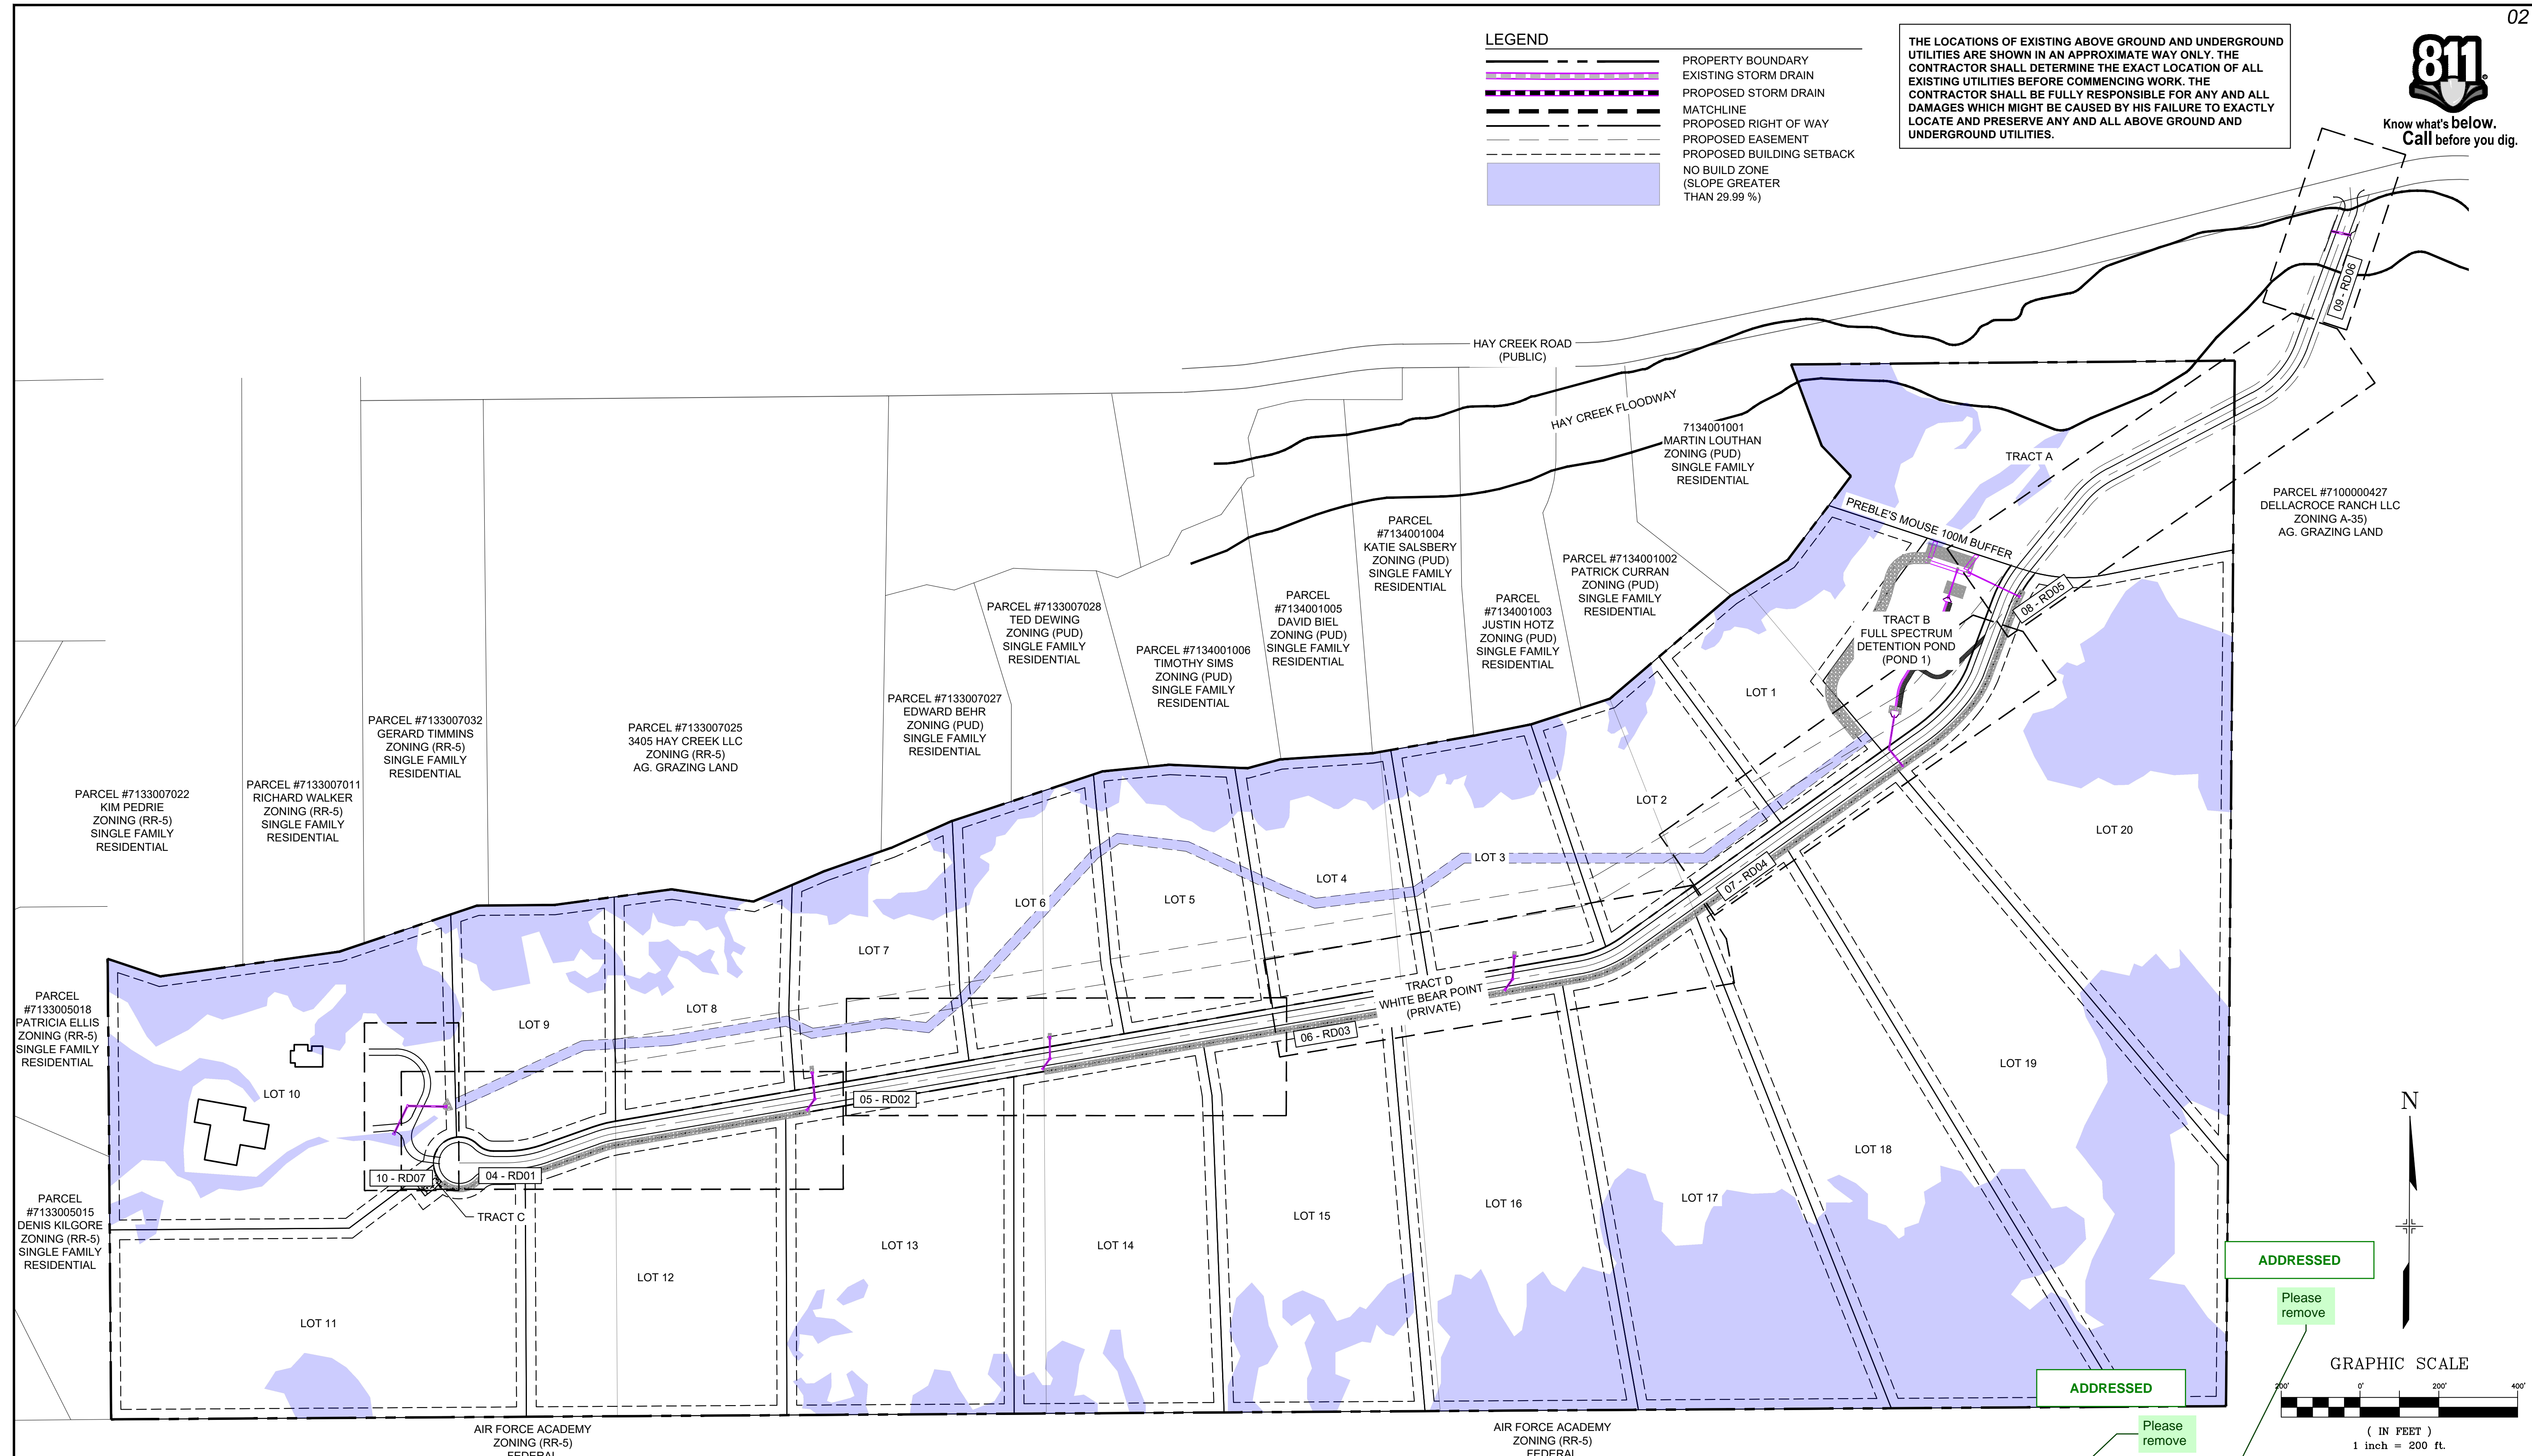 02
LEGEND
PROPERTY BOUNDARY
EXISTING STORM DRAIN
PROPOSED STORM DRAIN
MATCHLINE
PROPOSED RIGHT OF WAY
PROPOSED EASEMENT
PROPOSED BUILDING SETBACK
NO BUILD ZONE
(SLOPE GREATER
THAN 29.99 %)
THE LOCATIONS OF EXISTING ABOVE GROUND AND UNDERGROUND
UTILITIES ARE SHOWN IN AN APPROXIMATE WAY ONLY. THE
CONTRACTOR SHALL DETERMINE THE EXACT LOCATION OF ALL
EXISTING UTILITIES BEFORE COMMENCING WORK. THE
CONTRACTOR SHALL BE FULLY RESPONSIBLE FOR ANY AND ALL
DAMAGES WHICH MIGHT BE CAUSED BY HIS FAILURE TO EXACTLY
LOCATE AND PRESERVE ANY AND ALL ABOVE GROUND AND
UNDERGROUND UTILITIES.
811
Know what's below.
Call before you dig.
09 - RD06
HAY CREEK ROAD
(PUBLIC)
HAY CREEK FLOODWAY
7134001001
MARTIN LOUTHAN
ZONING (PUD)
SINGLE FAMILY
RESIDENTIAL
TRACT A
PARCEL #7100000427
DELLACROCE RANCH LLC
ZONING A-35)
AG. GRAZING LAND
PREBLE'S MOUSE 100M BUFFER
PARCEL
#7134001004
KATIE SALSBERY
ZONING (PUD)
SINGLE FAMILY
RESIDENTIAL
PARCEL #7134001002
PATRICK CURRAN
ZONING (PUD)
SINGLE FAMILY
RESIDENTIAL
PARCEL
#7134001005
DAVID BIEL
ZONING (PUD)
SINGLE FAMILY
RESIDENTIAL
PARCEL
#7134001003
JUSTIN HOTZ
ZONING (PUD)
SINGLE FAMILY
RESIDENTIAL
PARCEL #7133007028
TED DEWING
ZONING (PUD)
SINGLE FAMILY
RESIDENTIAL
PARCEL #7134001006
TIMOTHY SIMS
ZONING (PUD)
SINGLE FAMILY
RESIDENTIAL
08 - RD05
TRACT B
FULL SPECTRUM
DETENTION POND
(POND 1)
PARCEL #7133007027
EDWARD BEHR
ZONING (PUD)
SINGLE FAMILY
RESIDENTIAL
PARCEL #7133007032
GERARD TIMMINS
ZONING (RR-5)
SINGLE FAMILY
RESIDENTIAL
PARCEL #7133007025
3405 HAY CREEK LLC
ZONING (RR-5)
AG. GRAZING LAND
PARCEL #7133007022
KIM PEDRIE
ZONING (RR-5)
SINGLE FAMILY
RESIDENTIAL
PARCEL #7133007011
RICHARD WALKER
ZONING (RR-5)
SINGLE FAMILY
RESIDENTIAL
LOT 1
LOT 2
LOT 20
LOT 3
LOT 4
07 - RD04
LOT 5
LOT 6
LOT 7
LOT 8
LOT 9
PARCEL
#7133005018
PATRICIA ELLIS
ZONING (RR-5)
SINGLE FAMILY
RESIDENTIAL
TRACT D
WHITE BEAR POINT
(PRIVATE)
06 - RD03
LOT 19
LOT 10
05 - RD02
LOT 18
10 - RD07
04 - RD01
TRACT C
PARCEL
#7133005015
DENIS KILGORE
ZONING (RR-5)
SINGLE FAMILY
RESIDENTIAL
LOT 17
LOT 16
LOT 15
LOT 14
LOT 13
LOT 12
LOT 11
N
ADDRESSED
Please
remove
GRAPHIC SCALE
200'
0'
200'
400'
( IN FEET )
1 inch = 200 ft.
ADDRESSED
Please
remove
AIR FORCE ACADEMY
ZONING (RR-5)
FEDERAL
AIR FORCE ACADEMY
ZONING (RR-5)
FEDERAL